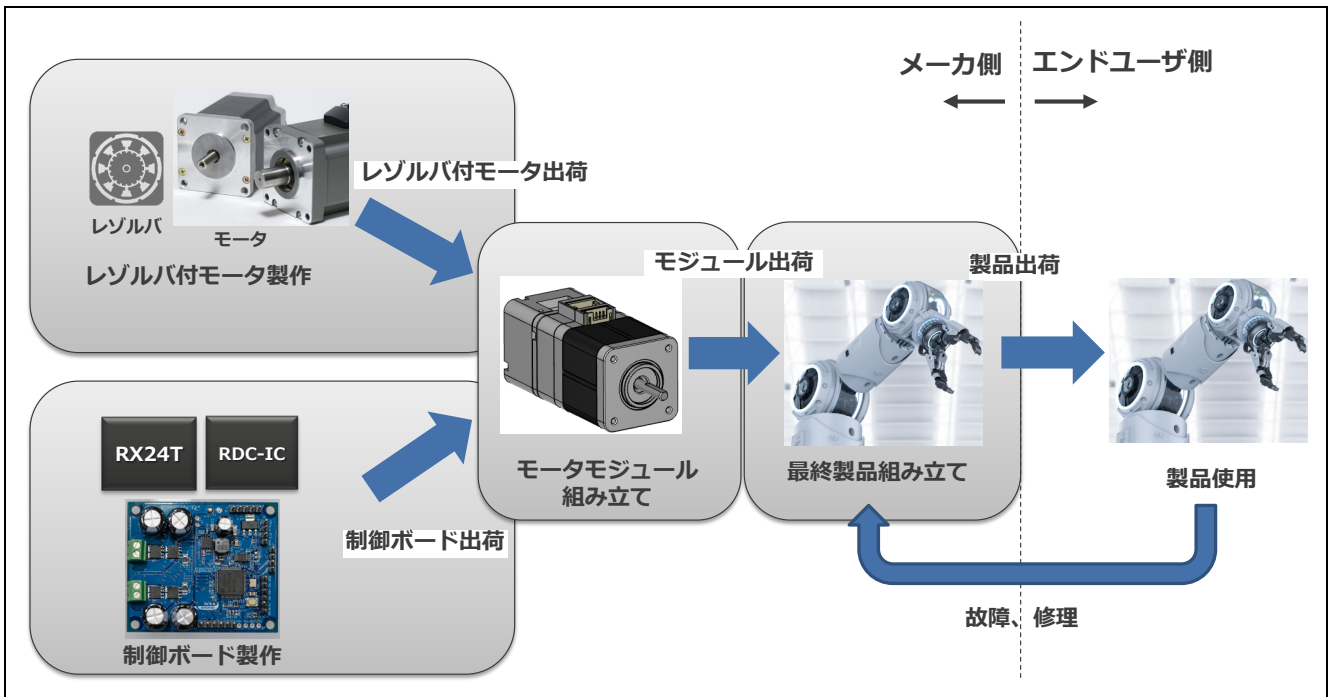 メーカ側
エンドユーザ側
レゾルバ
モータ
レゾルバ付モータ製作
レゾルバ付モータ出荷
モジュール出荷
製品出荷
RX24T
RDC-IC
制御ボード製作
制御ボード出荷
モータモジュール
組み立て
最終製品組み立て
製品使用
故障、修理